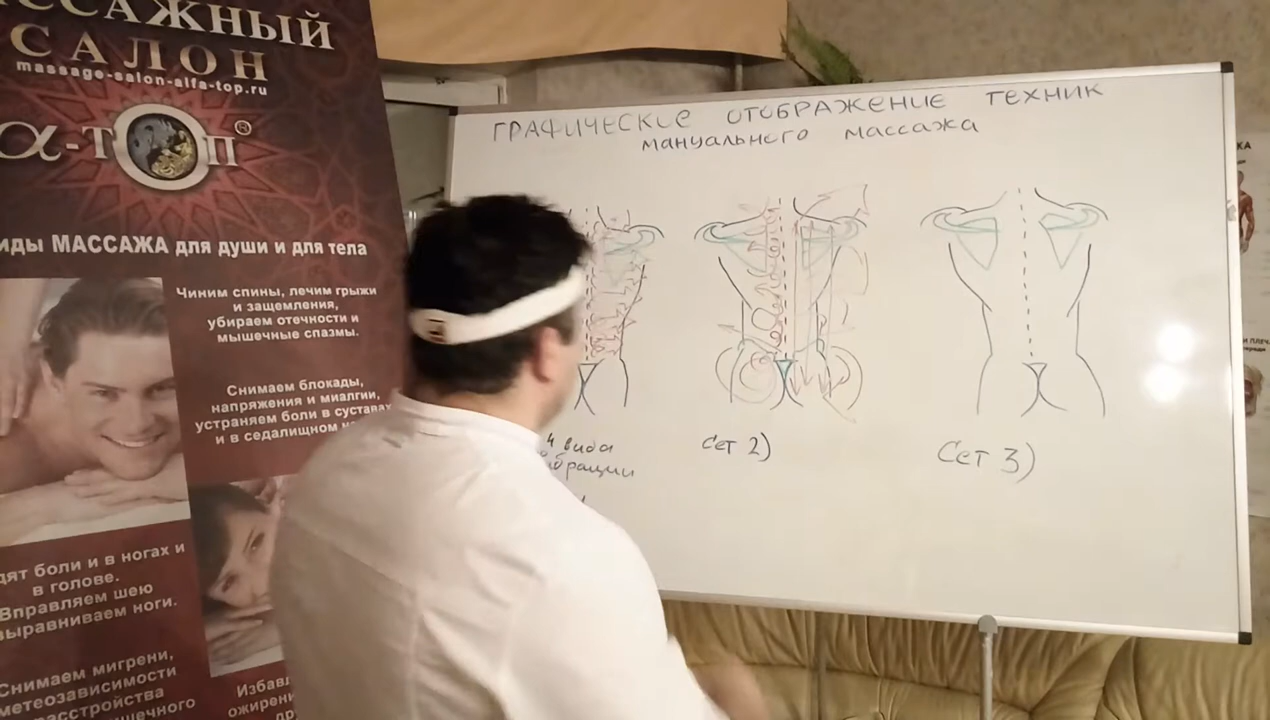 САЛОН
massage-salon-alfa-top.ru
α-ТОП®
МАССАЖА для души и для тела
Чиним спины, лечим грыжи
и защемления,
убираем отечности и
мышечные спазмы.
Снимаем блокады,
напряжения и миалгии,
устраняем боли в суставах
и в седалищном
боли и в ногах и
в голове.
Вправляем шею
выравниваем ноги.
Снимаем мигрени,
метеозависимости
ГРАФИЧЕСКОЕ ОТОБРАЖЕНИЕ ТЕХНИК
мануального массажа
4 вида
Сет 2)
Сет 3)